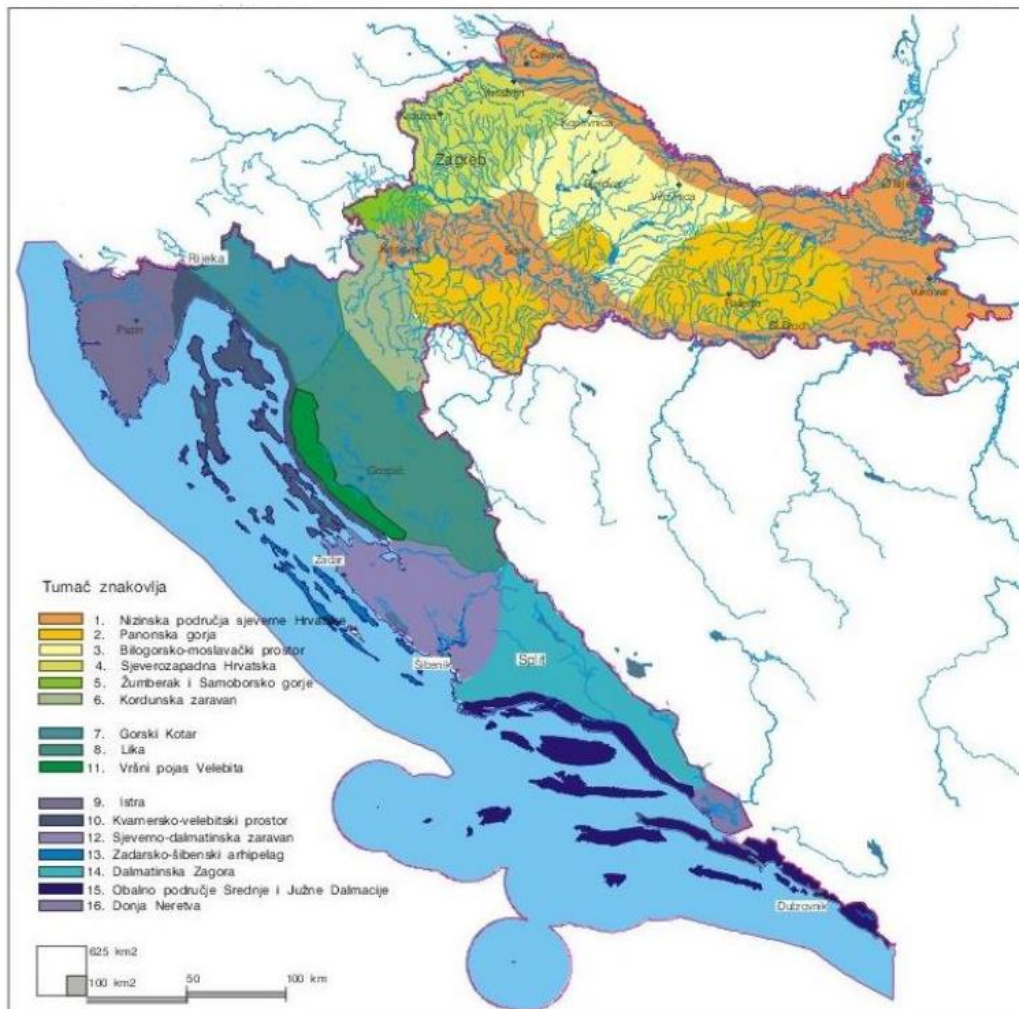 Čakovec
Varaždin
Krapina
Koprivnica
Zagreb
Bjelovar
Virovitica
Osijek
Karlovac
Sisak
Rijeka
Požega
Sl.Brod
Vukovar
Pazin
Gospić
Zadar
Šibenik
Split
Dubrovnik
Tumač znakovlja
1. Nizinska područja sjeverne Hrvatske
2. Panonska gorja
3. Bilogorsko-moslavački prostor
4. Sjeverozapadna Hrvatska
5. Žumberak i Samoborsko gorje
6. Kordunska zaravan
7. Gorski Kotar
8. Lika
11. Vršni pojas Velebita
9. Istra
10. Kvarnersko-velebitski prostor
12. Sjeverno-dalmatinska zaravan
13. Zadarsko-šibenski arhipelag
14. Dalmatinska Zagora
15. Obalno područje Srednje i Južne Dalmacije
16. Donja Neretva
625 km2
100 km2
50
100 km